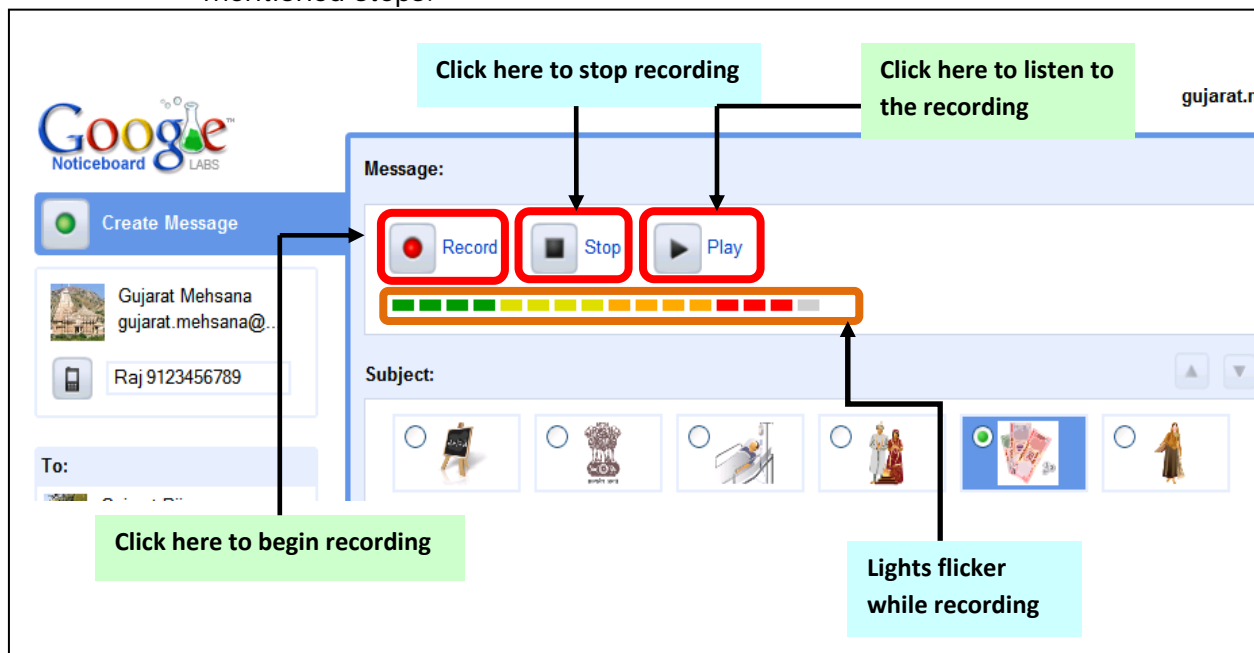 Click here to stop recording
Click here to listen to
the recording
gujarat.
Google™
Noticeboard LABS
Message:
Create Message
Record
Stop
Play
Gujarat Mehsana
gujarat.mehsana@...
Raj 9123456789
Subject:
To:
Click here to begin recording
Lights flicker
while recording